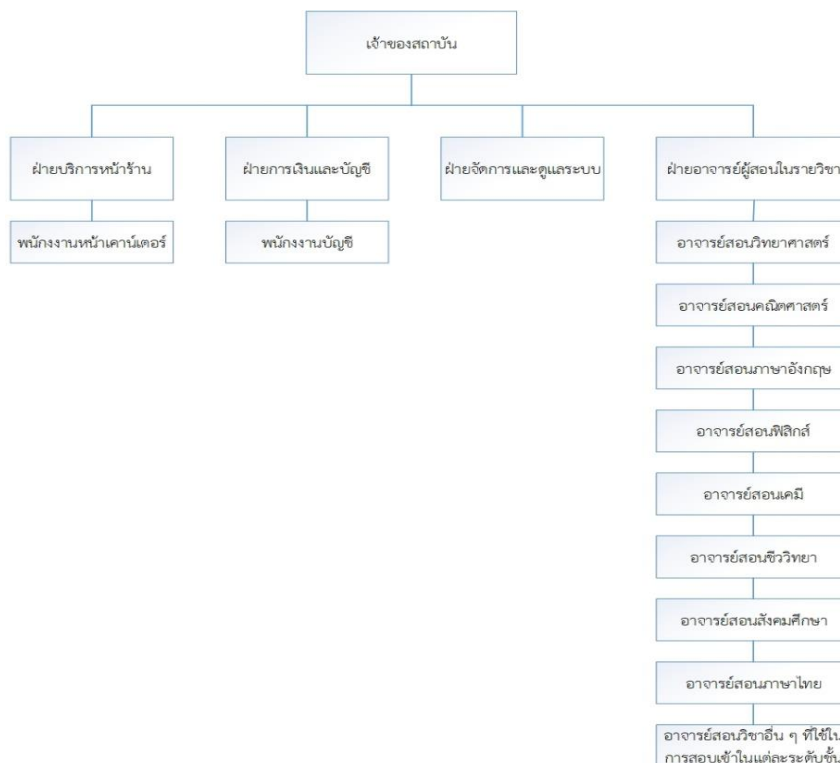 เจ้าของสถาบัน
ฝ่ายบริการหน้าร้าน
ฝ่ายการเงินและบัญชี
ฝ่ายจัดการและดูแลระบบ
ฝ่ายอาจารย์ผู้สอนในรายวิชา
พนักงงานหน้าเคาน์เตอร์
พนักงงานบัญชี
อาจารย์สอนวิทยาศาสตร์
อาจารย์สอนคณิตศาสตร์
อาจารย์สอนภาษาอังกฤษ
อาจารย์สอนฟิสิกส์
อาจารย์สอนเคมี
อาจารย์สอนชีววิทยา
อาจารย์สอนสังคมศึกษา
อาจารย์สอนภาษาไทย
อาจารย์สอนวิชาอื่น ๆ ที่ใช้ใน
การสอบเข้าในแต่ละระดับชั้น